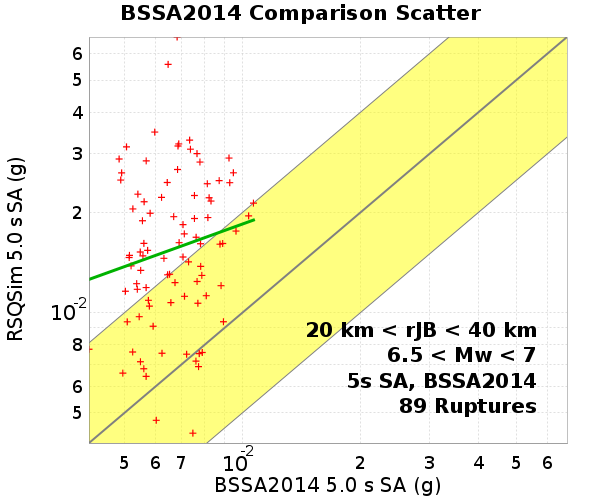 BSSA2014 Comparison Scatter
RSQSim 5.0 s SA (g)
6
5
4
3
2
10-2
8
6
5
20 km < rJB < 40 km
6.5 < Mw < 7
5s SA, BSSA2014
89 Ruptures
5 6 7 10-2 2 3 4 5 6
BSSA2014 5.0 s SA (g)